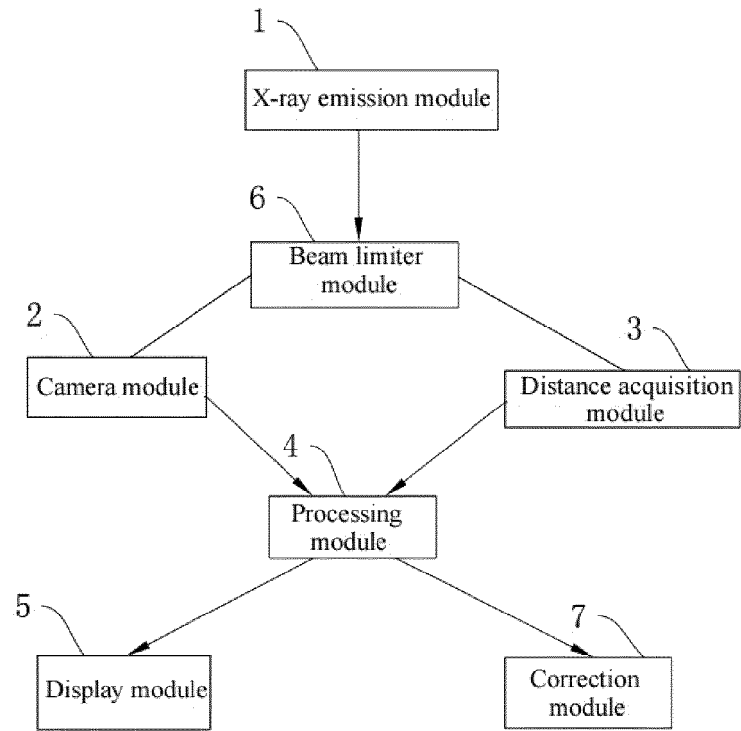 1
X-ray emission module
6
Beam limiter
module
2
Camera module
3
Distance acquisition
module
4
Processing
module
5
Display module
7
Correction
module